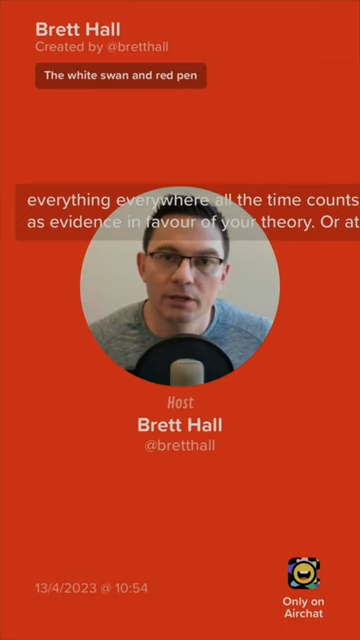 Brett Hall
Created by @bretthall
The white swan and red pen
everything everywhere all the time counts
as evidence in favour of your theory. Or at
Host
Brett Hall
@bretthall
13/4/2023 @ 10:54
Only on
Airchat